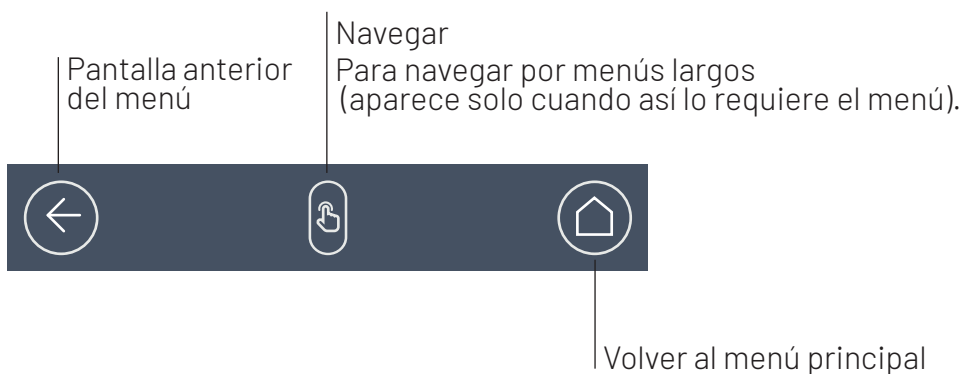 Navegar
Para navegar por menús largos
(aparece solo cuando así lo requiere el menú).
Pantalla anterior
del menú
Volver al menú principal